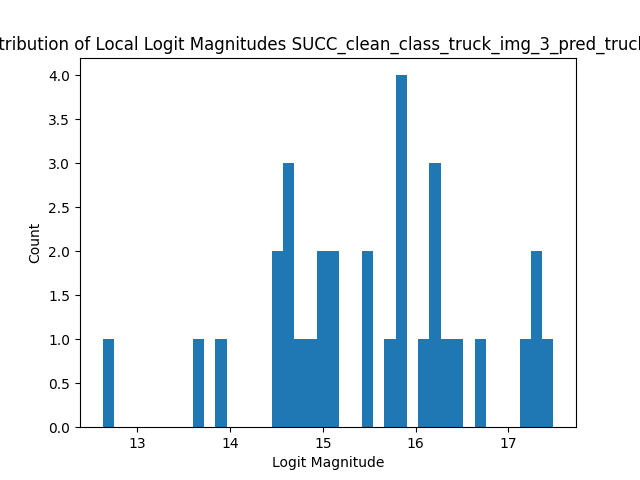 tribution of Local Logit Magnitudes SUCC_clean_class_truck_img_3_pred_truck
4.0
3.5
3.0
2.5
2.0
1.5
1.0
0.5
0.0
Count
13 14 15 16 17
Logit Magnitude